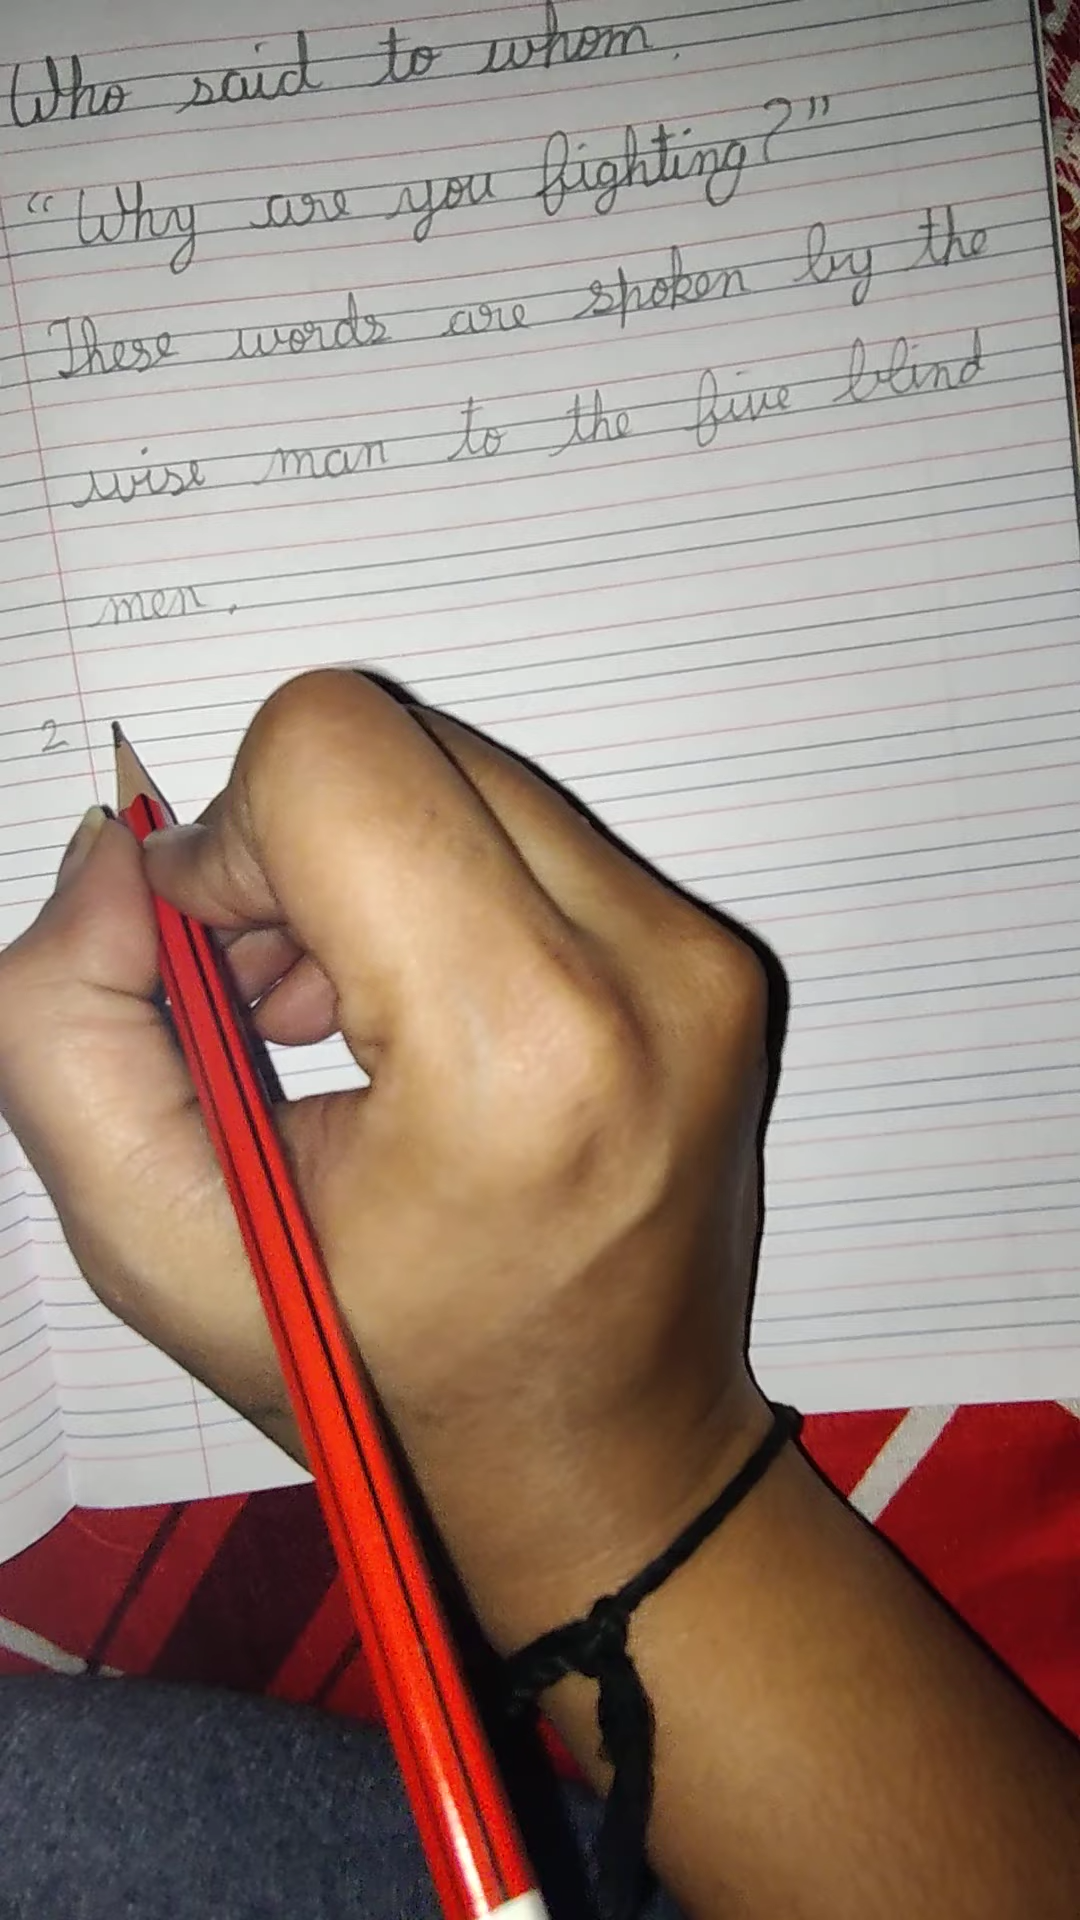 Who said to whom.
"Why are you fighting?"
These words are spoken by the
wise man to the five blind
men.
2